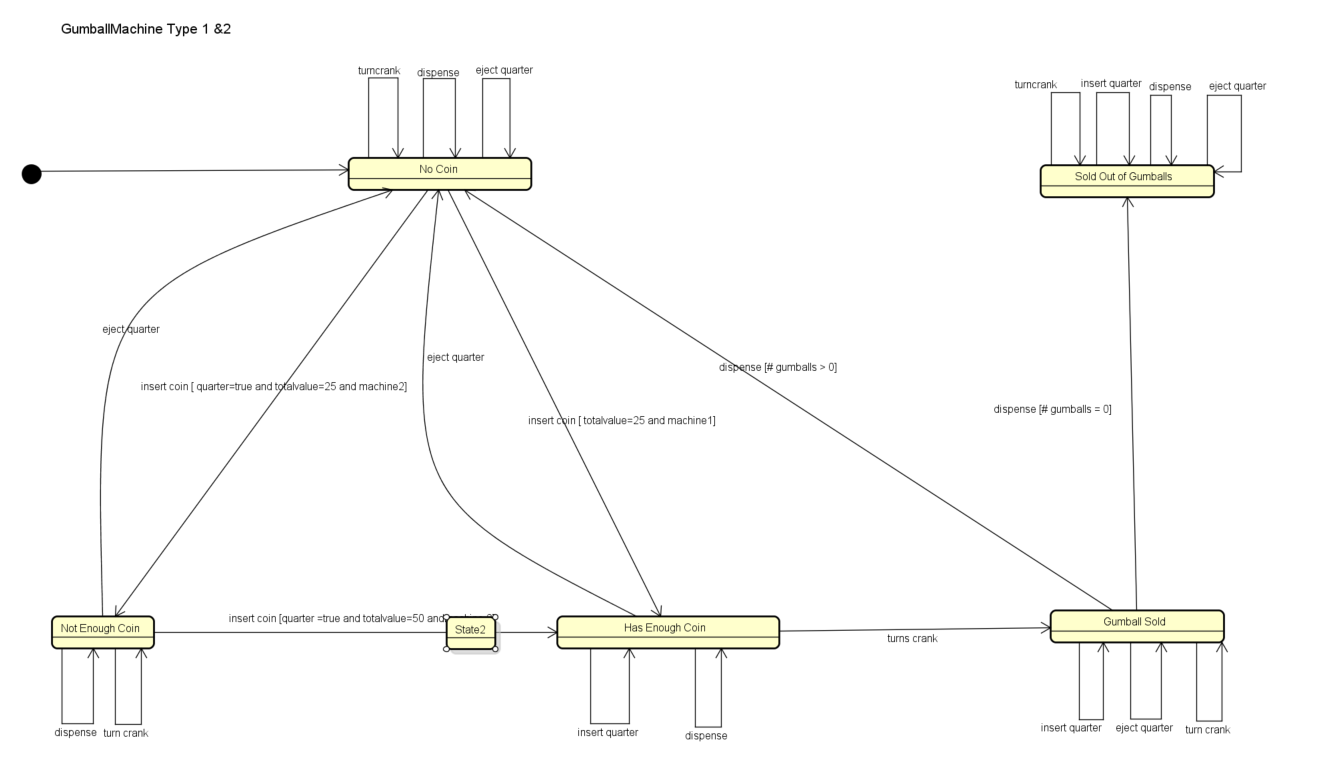 GumballMachine Type 1 &2
turncrank
dispense
eject quarter
turncrank
insert quarter
dispense
eject quarter
No Coin
Sold Out of Gumballs
eject quarter
eject quarter
dispense [# gumballs > 0]
insert coin [ quarter=true and totalvalue=25 and machine2]
dispense [# gumballs = 0]
insert coin [ totalvalue=25 and machine1]
insert coin [quarter =true and totalvalue=50 and
Not Enough Coin
State2
Has Enough Coin
Gumball Sold
turns crank
dispense
turn crank
insert quarter
dispense
insert quarter
eject quarter
turn crank